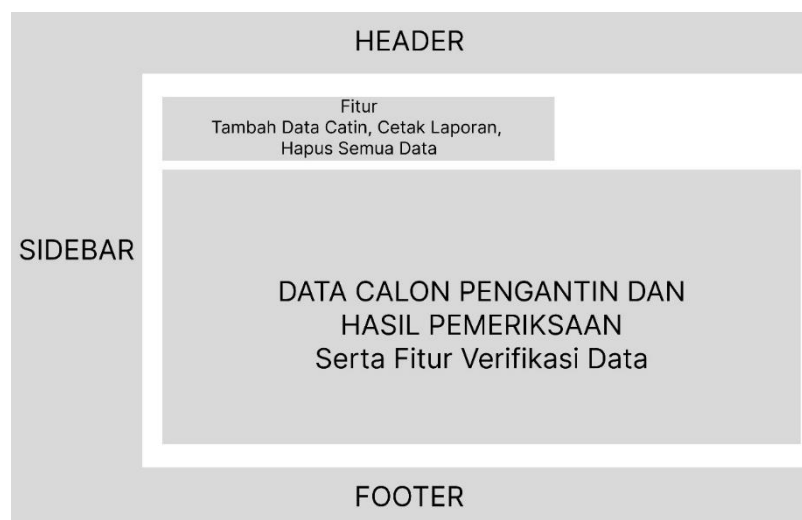 HEADER
Fitur
Tambah Data Catin, Cetak Laporan,
Hapus Semua Data
SIDEBAR
DATA CALON PENGANTIN DAN
HASIL PEMERIKSAAN
Serta Fitur Verifikasi Data
FOOTER